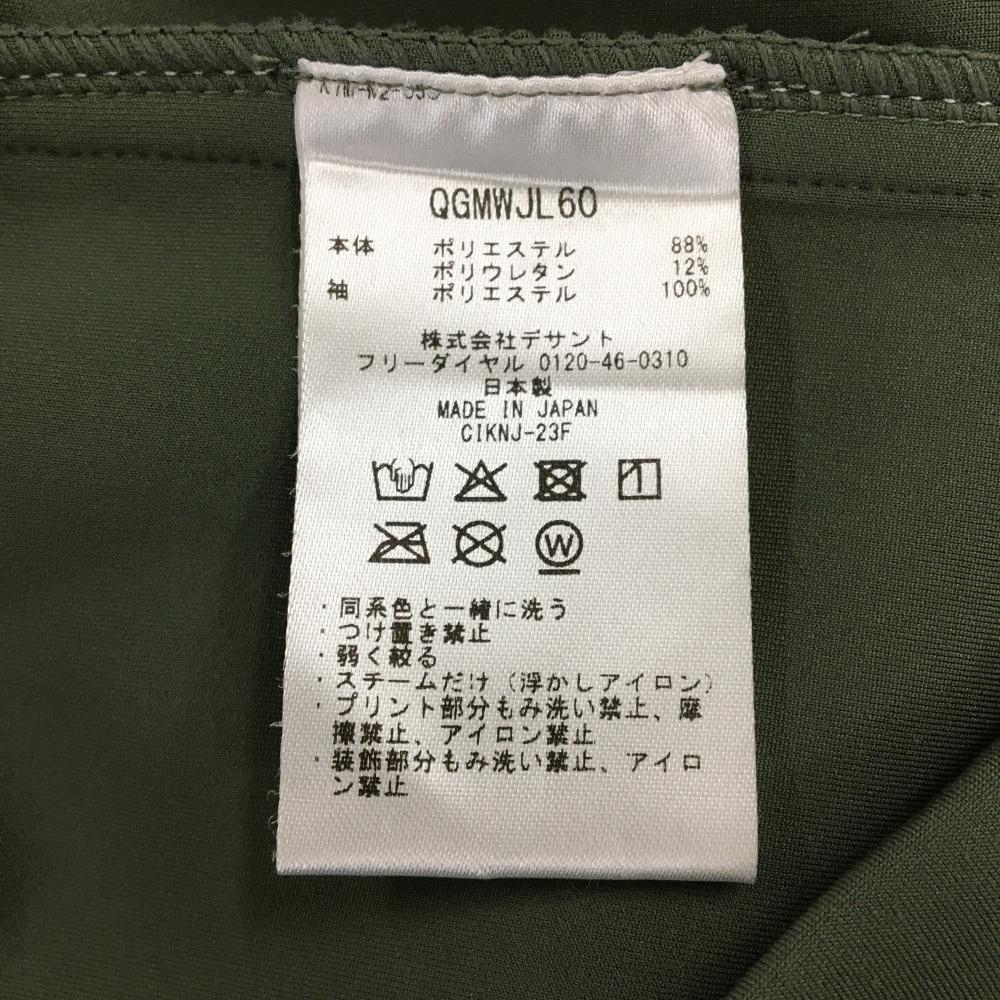 QGMWJL60
本体 ポリエステル 88%
ポリウレタン 12%
袖 ポリエステル 100%
株式会社デサント
フリーダイヤル 0120-46-0310
日本製
MADE IN JAPAN
CIKNJ-23F
W
・同系色と一緒に洗う
・つけ置き禁止
・弱く絞る
・スチームだけ(浮かしアイロン)
・プリント部分もみ洗い禁止、摩
擦禁止、アイロン禁止
・装飾部分もみ洗い禁止、アイロ
ン禁止